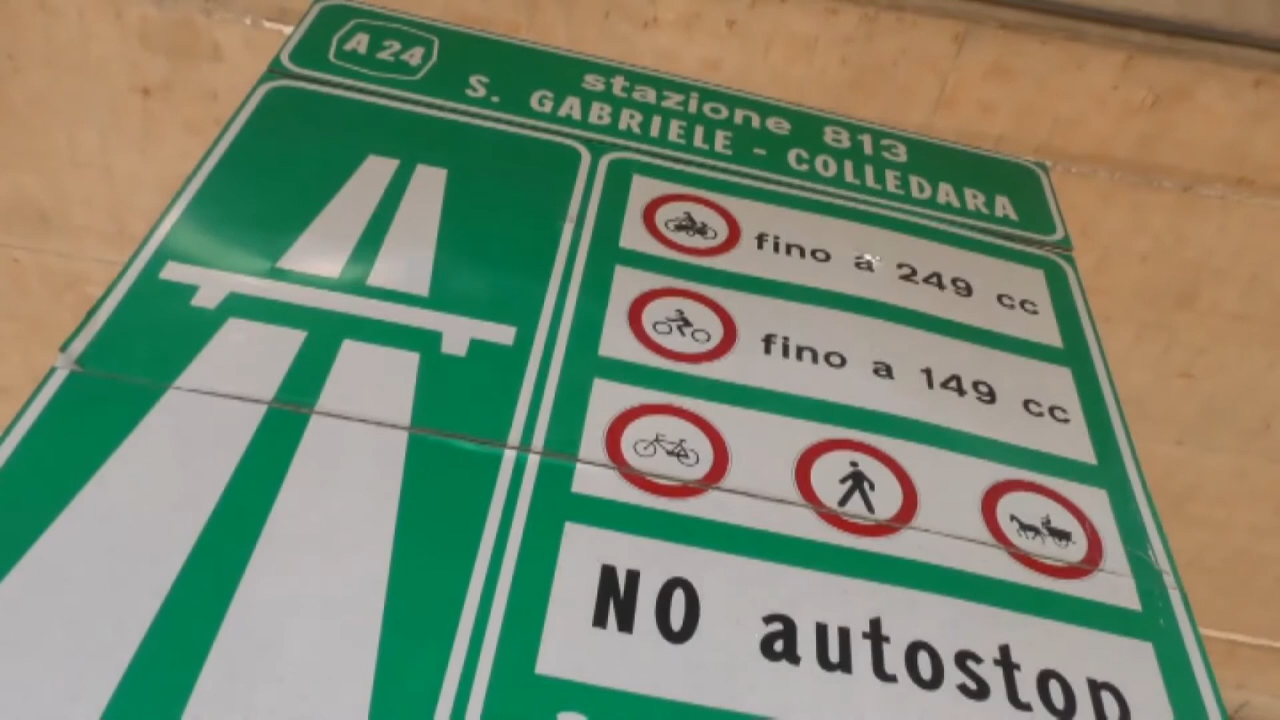 A 24
stazione 813
S. GABRIELE - COLLEDARA
fino a 249 cc
fino a 149 cc
NO autostop